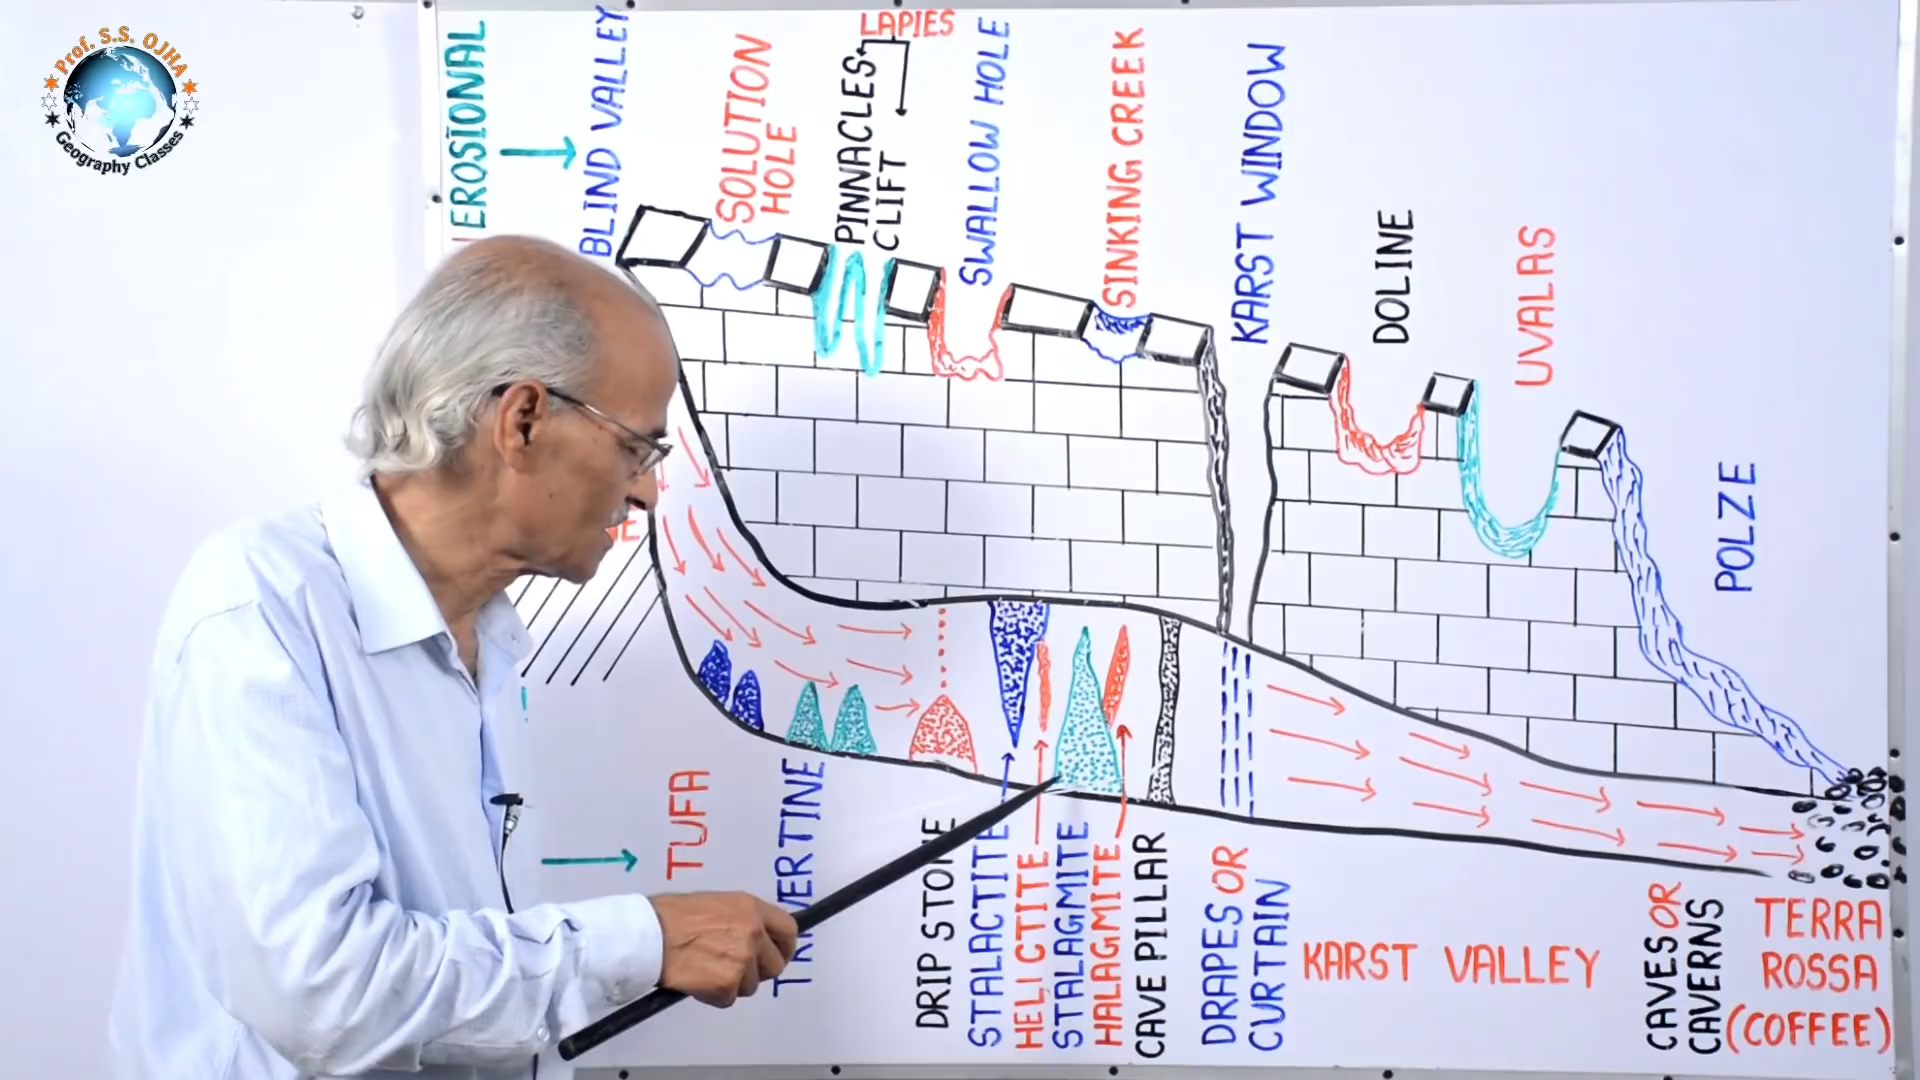 Prof. S.S. OJHA
Geography Classes
EROSIONAL
BLIND VALLEY
SOLUTION
HOLE
LAPIES
PINNACLES
CLIFT
SWALLOW HOLE
SINKING CREEK
KARST WINDOW
DOLINE
UVALAS
POLZE
TUFA
DRIP STONE
STALACTITE
HELICTITE
STALAGMITE
HALAGMITE
CAVE PILLAR
DRAPES OR
CURTAIN
KARST VALLEY
CAVES OR
CAVERNS
TERRA
ROSSA
(COFFEE)